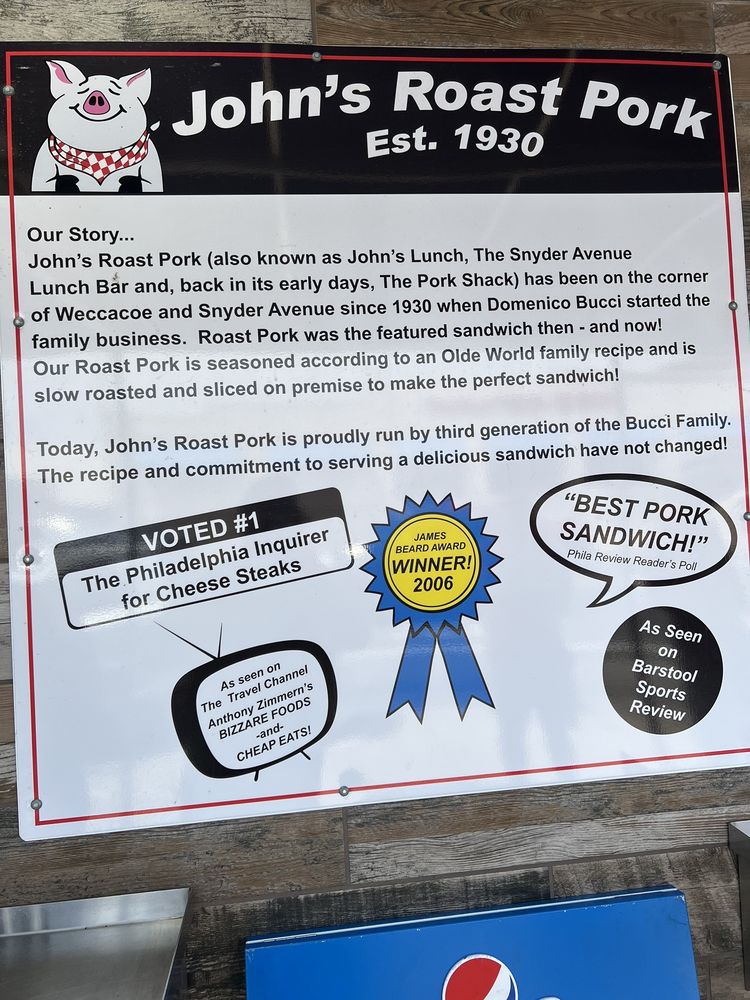 John's Roast Pork
Est. 1930
Our Story...
John's Roast Pork (also known as John's Lunch, The Snyder Avenue
Lunch Bar and, back in its early days, The Pork Shack) has been on the corner
of Weccacoe and Snyder Avenue since 1930 when Domenico Bucci started the
family business. Roast Pork was the featured sandwich then - and now!
Our Roast Pork is seasoned according to an Olde World family recipe and is
slow roasted and sliced on premise to make the perfect sandwich!
Today, John's Roast Pork is proudly run by third generation of the Bucci Family.
The recipe and commitment to serving a delicious sandwich have not changed!
VOTED #1
The Philadelphia Inquirer
for Cheese Steaks
JAMES
BEARD AWARD
WINNER!
2006
"BEST PORK
SANDWICH!"
Phila Review Reader's Poll
As seen on
The Travel Channel
Anthony Zimmern's
BIZZARE FOODS
-and-
CHEAP EATS!
As Seen
on
Barstool
Sports
Review